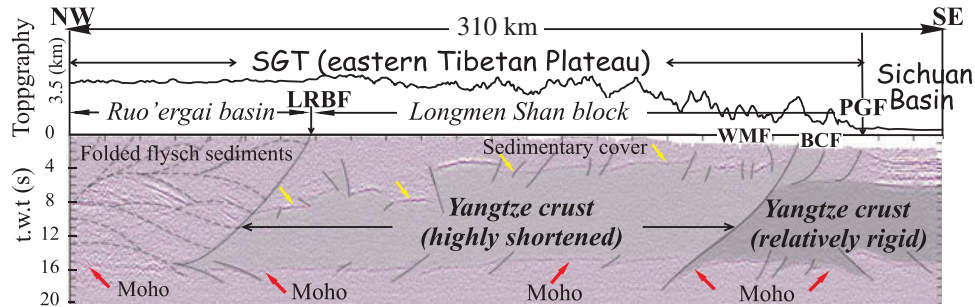 NW
SE
310 km
SGT (eastern Tibetan Plateau)
Sichuan
Basin
Toppgraphy
3.5 (km)
0
Ruo'ergai basin
LRBF
Longmen Shan block
PGF
WMF
BCF
Folded flysch sediments
Sedimentary cover
t.w.t (s)
4
8
12
16
20
Yangtze crust
(highly shortened)
Yangtze crust
(relatively rigid)
Moho
Moho
Moho
Moho